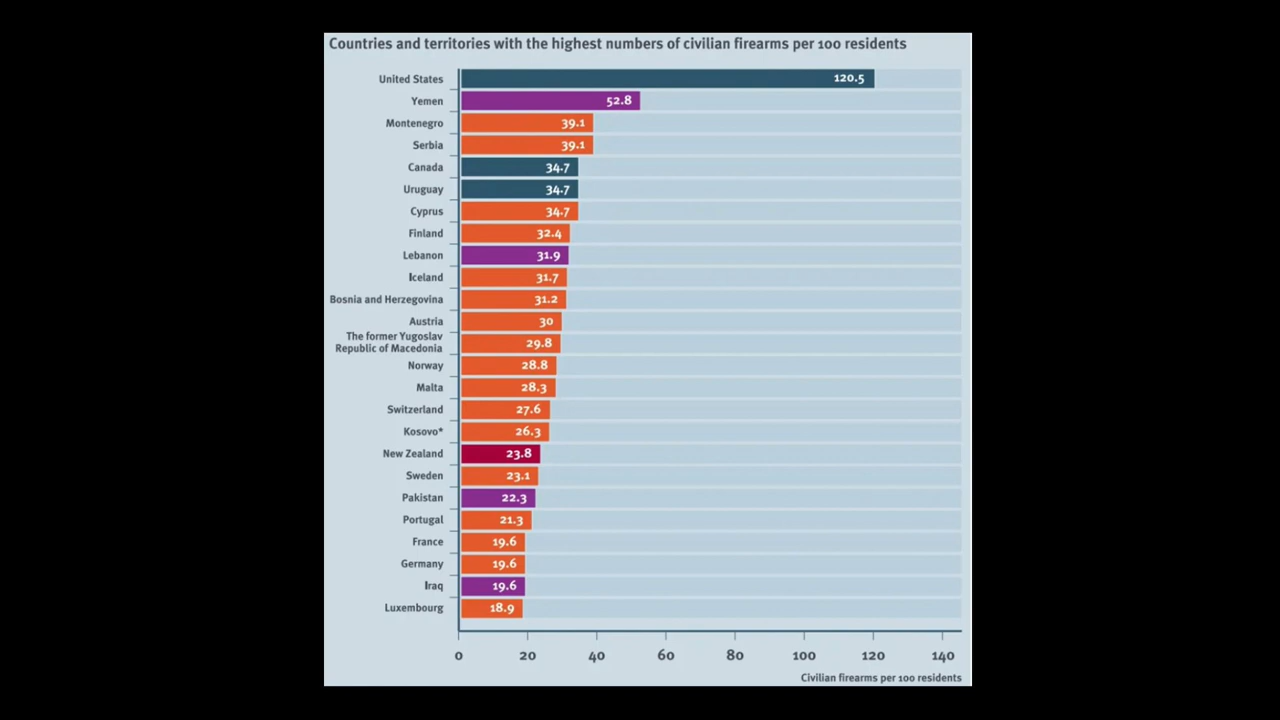 Countries and territories with the highest numbers of civilian firearms per 100 residents
United States 120.5
Yemen 52.8
Montenegro 39.1
Serbia 39.1
Canada 34.7
Uruguay 34.7
Cyprus 34.7
Finland 32.4
Lebanon 31.9
Iceland 31.7
Bosnia and Herzegovina 31.2
Austria 30
The former Yugoslav
Republic of Macedonia 29.8
Norway 28.8
Malta 28.3
Switzerland 27.6
Kosovo* 26.3
New Zealand 23.8
Sweden 23.1
Pakistan 22.3
Portugal 21.3
France 19.6
Germany 19.6
Iraq 19.6
Luxembourg 18.9
0 20 40 60 80 100 120 140
Civilian firearms per 100 residents